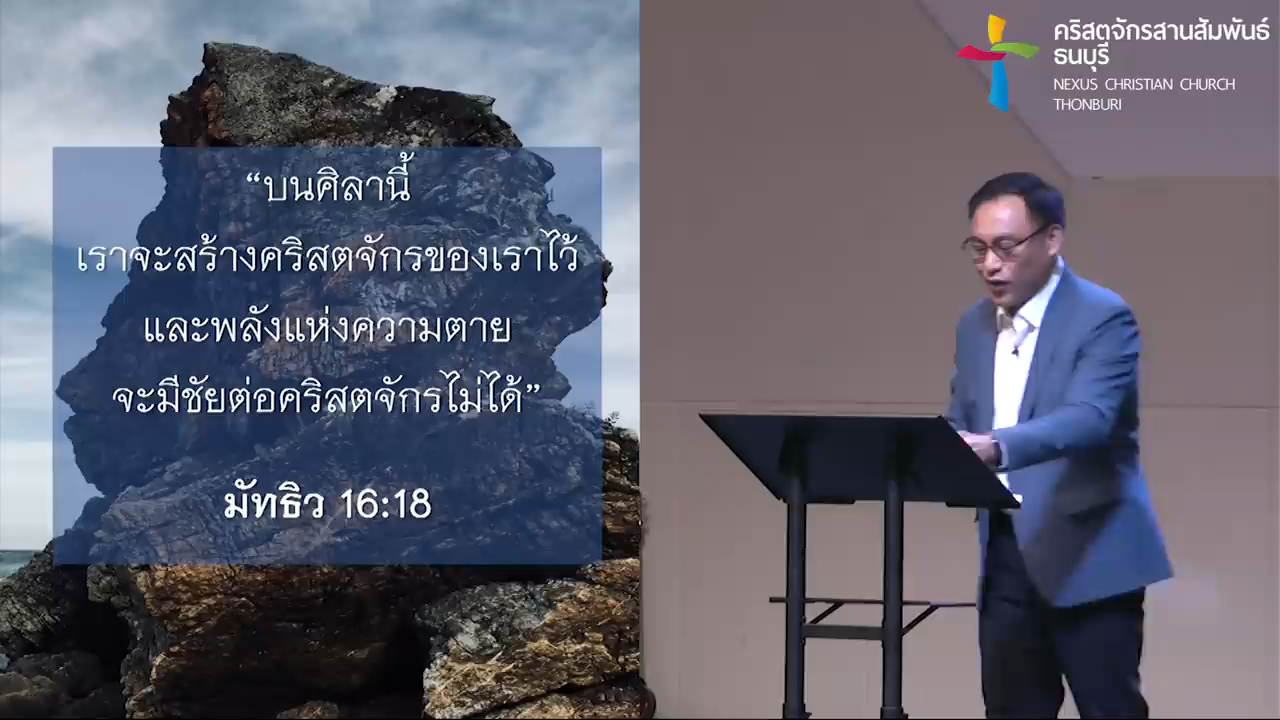 “บนศิลานี้
เราจะสร้างคริสตจักรของเราไว้
และพลังแห่งความตาย
จะมีชัยต่อคริสตจักรไม่ได้”
มัทธิว 16:18
คริสตจักรสานสัมพันธ์
ธนบุรี
NEXUS CHRISTIAN CHURCH
THONBURI